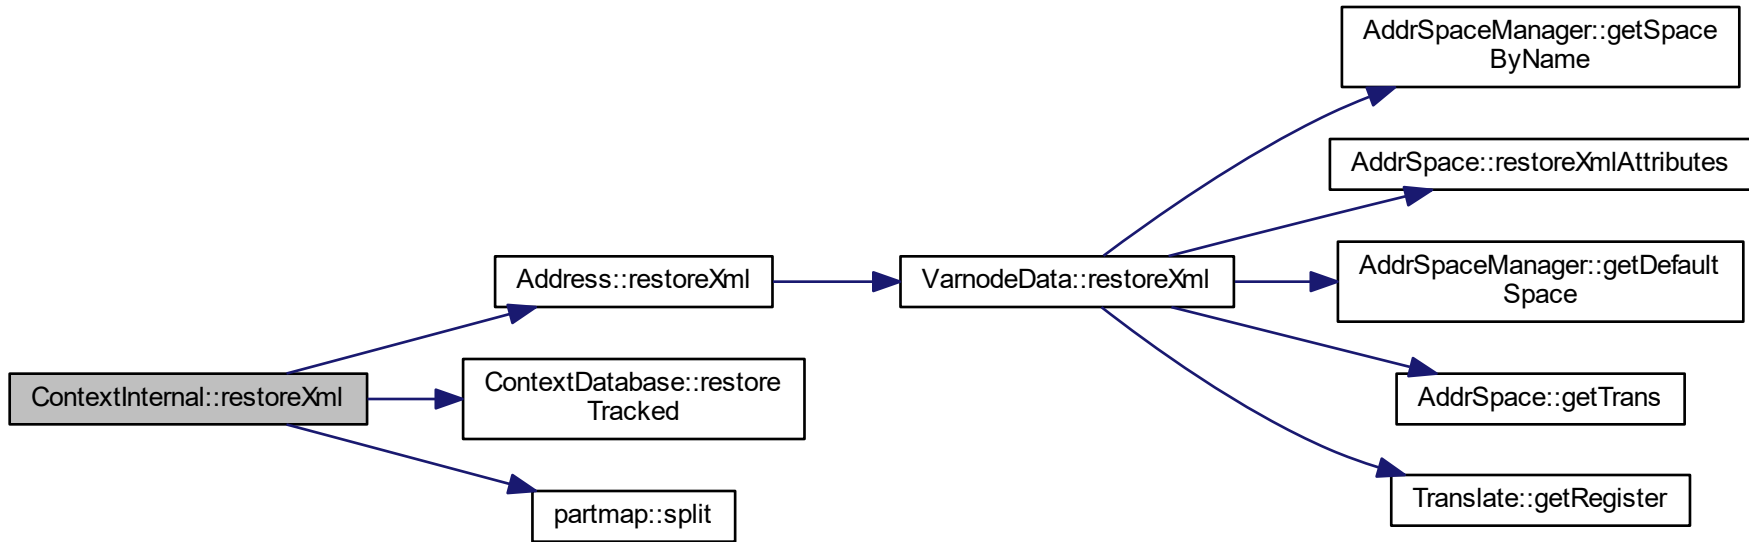 AddrSpaceManager::getSpace
ByName
AddrSpace::restoreXmlAttributes
Address::restoreXml
VarnodeData::restoreXml
AddrSpaceManager::getDefault
Space
ContextInternal::restoreXml
ContextDatabase::restore
Tracked
AddrSpace::getTrans
partmap::split
Translate::getRegister